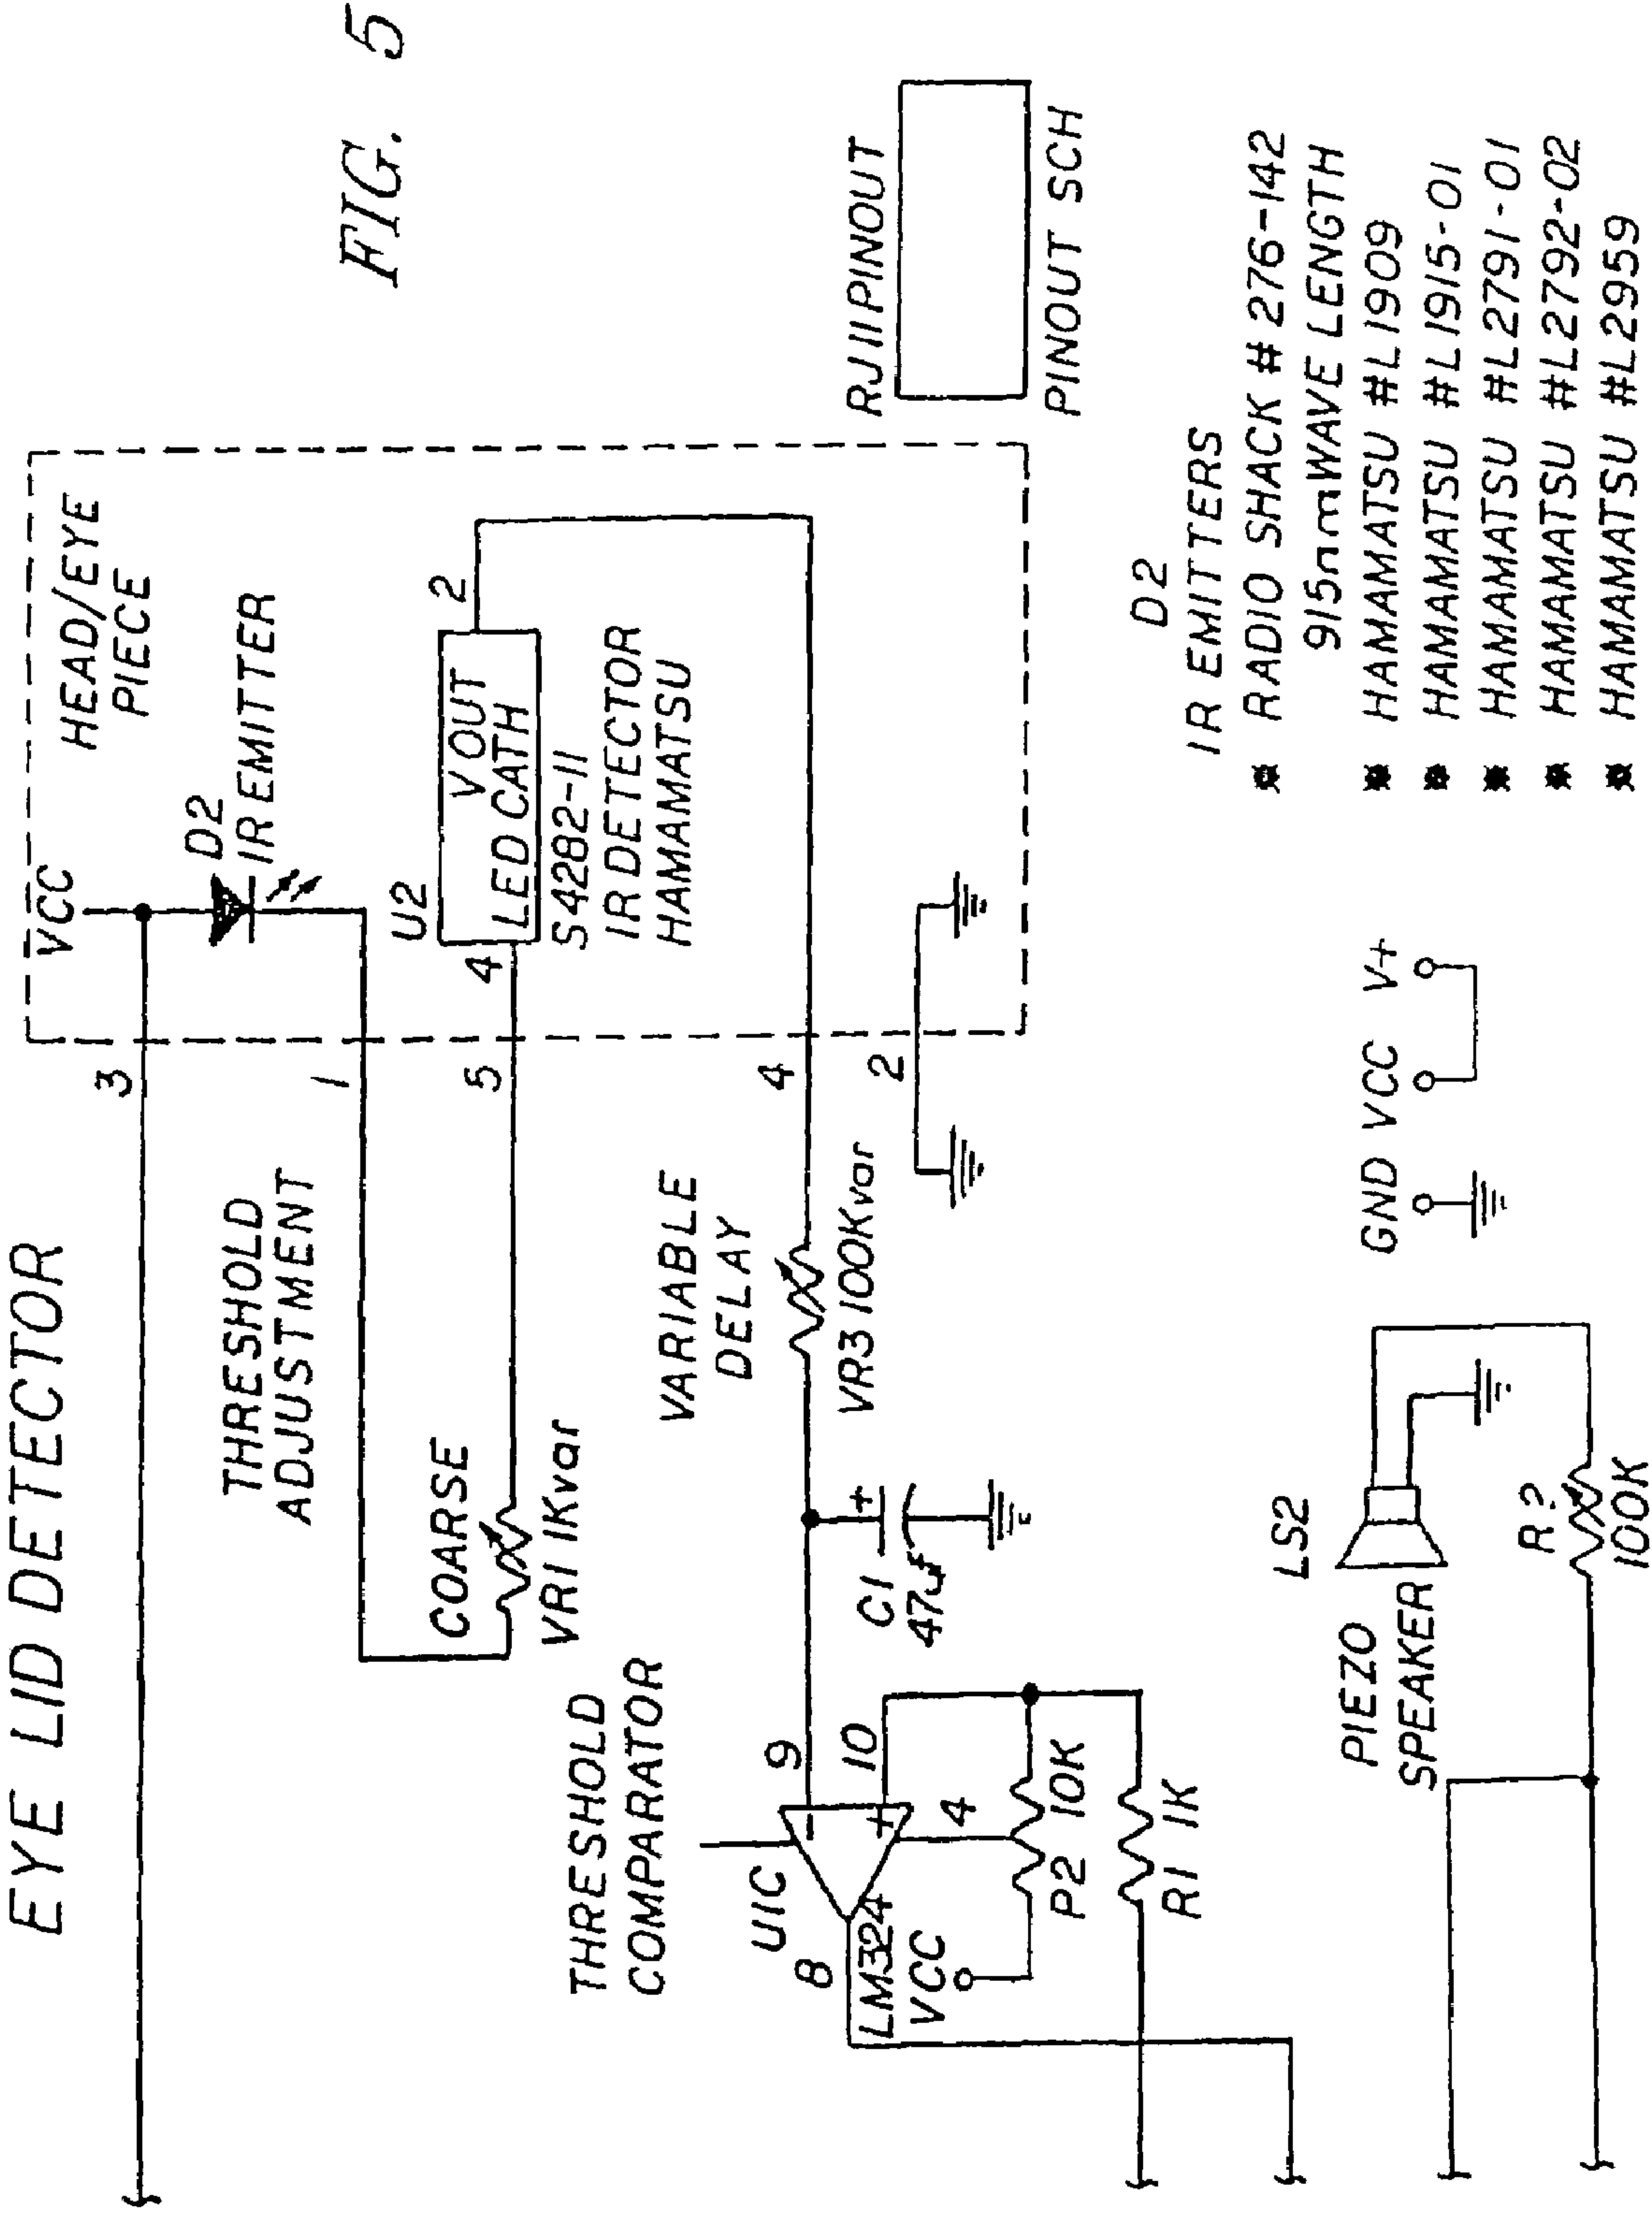 EYE LID DETECTOR
FIG. 5
VCC
HEAD/EYE
PIECE
3
D2
IR EMITTER
THRESHOLD
ADJUSTMENT
1
U2
COARSE
VR1 1Kvar
5
4
V OUT
LED CATH
2
S4282-11
IR DETECTOR
HAMAMATSU
THRESHOLD
COMPARATOR
VARIABLE
DELAY
4
VR3 100Kvar
2
U1C
9
10
8
4
LM324
VCC
C1
47uf
+
P2 10K
R1 1K
RJ11PINOUT
PINOUT SCH
LS2
PIEZO
SPEAKER
R?
100K
GND VCC V+
D2
IR EMITTERS
RADIO SHACK # 276-142
915nm WAVE LENGTH
HAMAMATSU #L1909
HAMAMATSU #L1915-01
HAMAMATSU #L2791-01
HAMAMATSU #L2792-02
HAMAMATSU #L2959